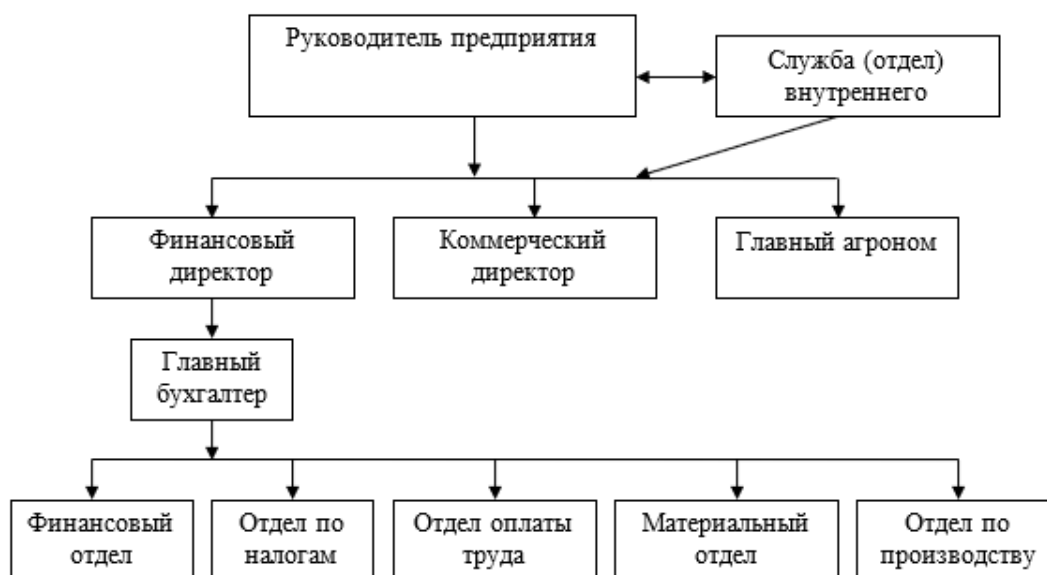 Руководитель предприятия
Служба (отдел)
внутреннего
Финансовый
директор
Коммерческий
директор
Главный агроном
Главный
бухгалтер
Финансовый
отдел
Отдел по
налогам
Отдел оплаты
труда
Материальный
отдел
Отдел по
производству